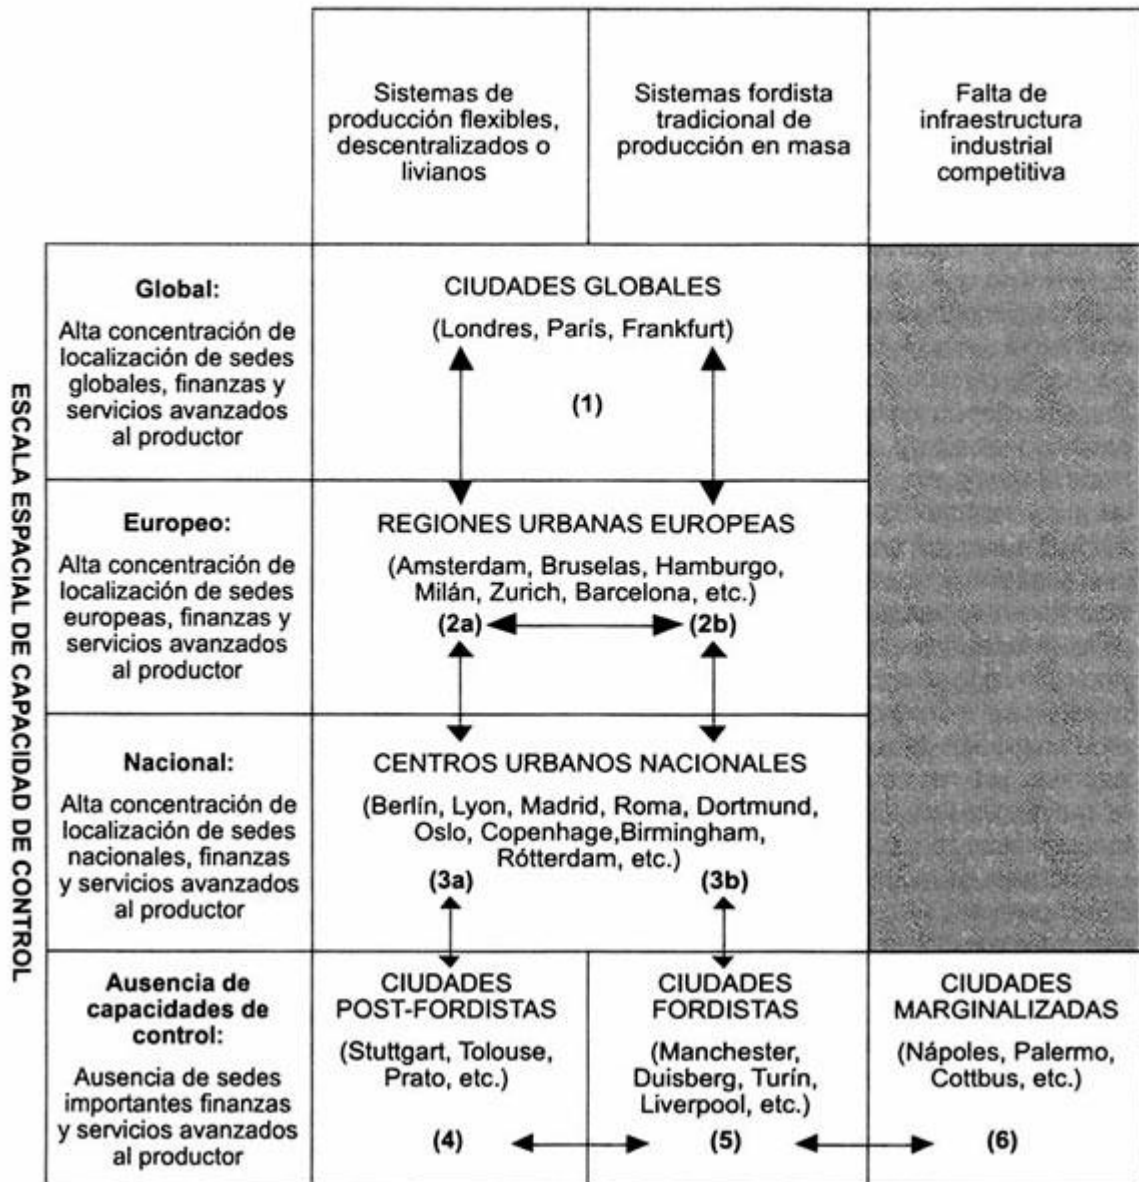 Sistemas de
producción flexibles,
descentralizados o
livianos
Sistemas fordista
tradicional de
producción en masa
Falta de
infraestructura
industrial
competitiva
ESCALA ESPACIAL DE CAPACIDAD DE CONTROL
Global:
Alta concentración de
localización de sedes
globales, finanzas y
servicios avanzados
al productor
CIUDADES GLOBALES
(Londres, París, Frankfurt)
(1)
Europeo:
Alta concentración de
localización de sedes
europeas, finanzas y
servicios avanzados
al productor
REGIONES URBANAS EUROPEAS
(Amsterdam, Bruselas, Hamburgo,
Milán, Zurich, Barcelona, etc.)
(2a) (2b)
Nacional:
Alta concentración de
localización de sedes
nacionales, finanzas
y servicios avanzados
al productor
CENTROS URBANOS NACIONALES
(Berlín, Lyon, Madrid, Roma, Dortmund,
Oslo, Copenhage,Birmingham,
Rótterdam, etc.)
(3a) (3b)
Ausencia de
capacidades de
control:
Ausencia de sedes
importantes finanzas
y servicios avanzados
al productor
CIUDADES
POST-FORDISTAS
(Stuttgart, Tolouse,
Prato, etc.)
(4)
CIUDADES
FORDISTAS
(Manchester,
Duisberg, Turín,
Liverpool, etc.)
(5)
CIUDADES
MARGINALIZADAS
(Nápoles, Palermo,
Cottbus, etc.)
(6)